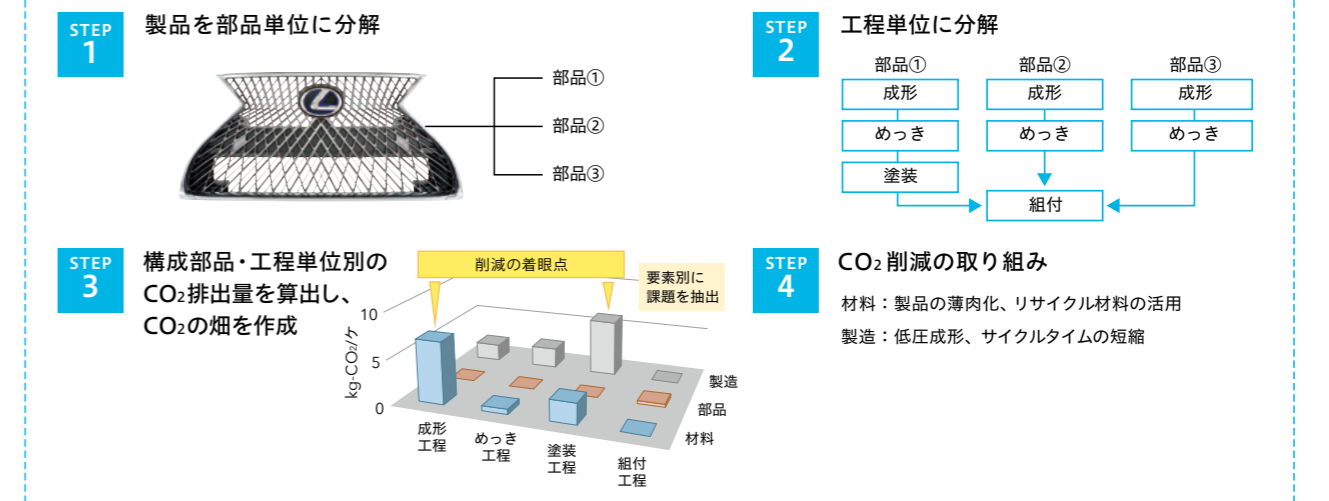 STEP
1
製品を部品単位に分解
部品①
部品②
部品③
STEP
2
工程単位に分解
部品①
部品②
部品③
成形
成形
成形
めっき
めっき
めっき
塗装
組付
STEP
3
構成部品・工程単位別の
CO₂排出量を算出し、
CO₂の畑を作成
削減の着眼点
要素別に
課題を抽出
kg-CO₂/ケ
10
5
0
製造
部品
材料
成形
工程
めっき
工程
塗装
工程
組付
工程
STEP
4
CO₂削減の取り組み
材料：製品の薄肉化、リサイクル材料の活用
製造：低圧成形、サイクルタイムの短縮